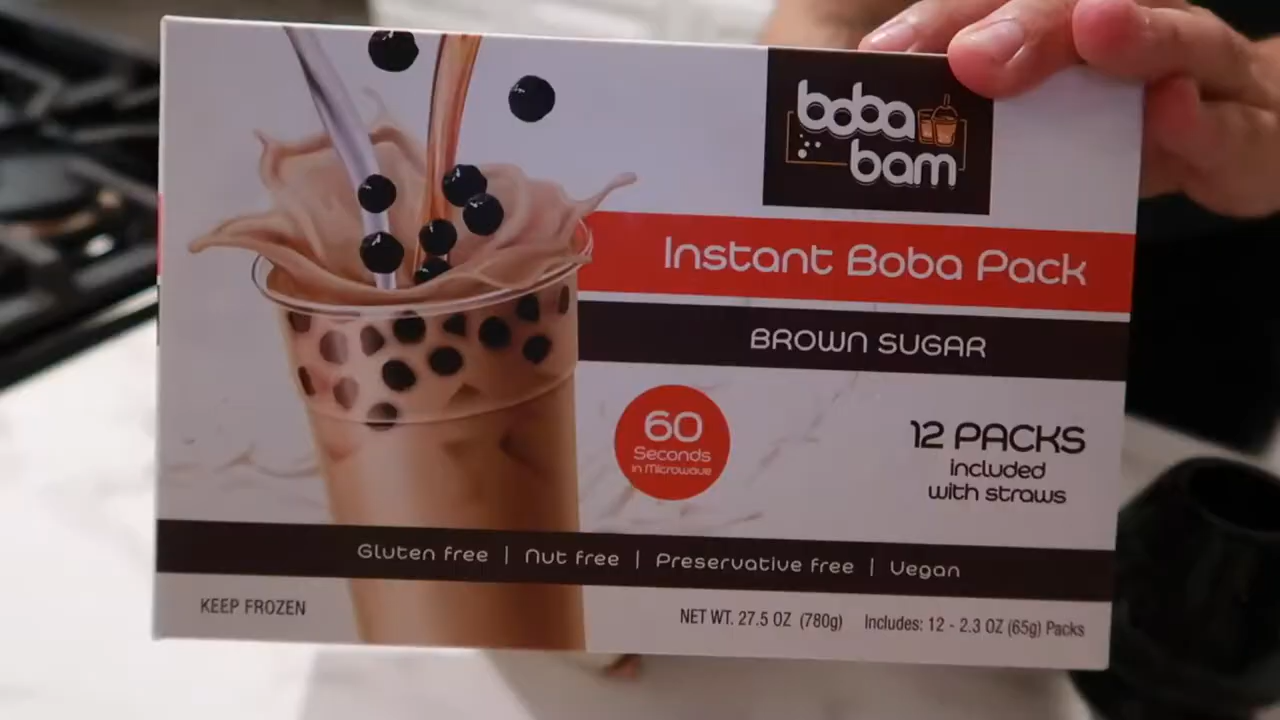 boba
bam
Instant Boba Pack
BROWN SUGAR
60
Seconds
in Microwave
12 PACKS
included
with straws
Gluten free | Nut free | Preservative free | Vegan
KEEP FROZEN
NET WT. 27.5 OZ (780g) Includes: 12 - 2.3 OZ (65g) Packs